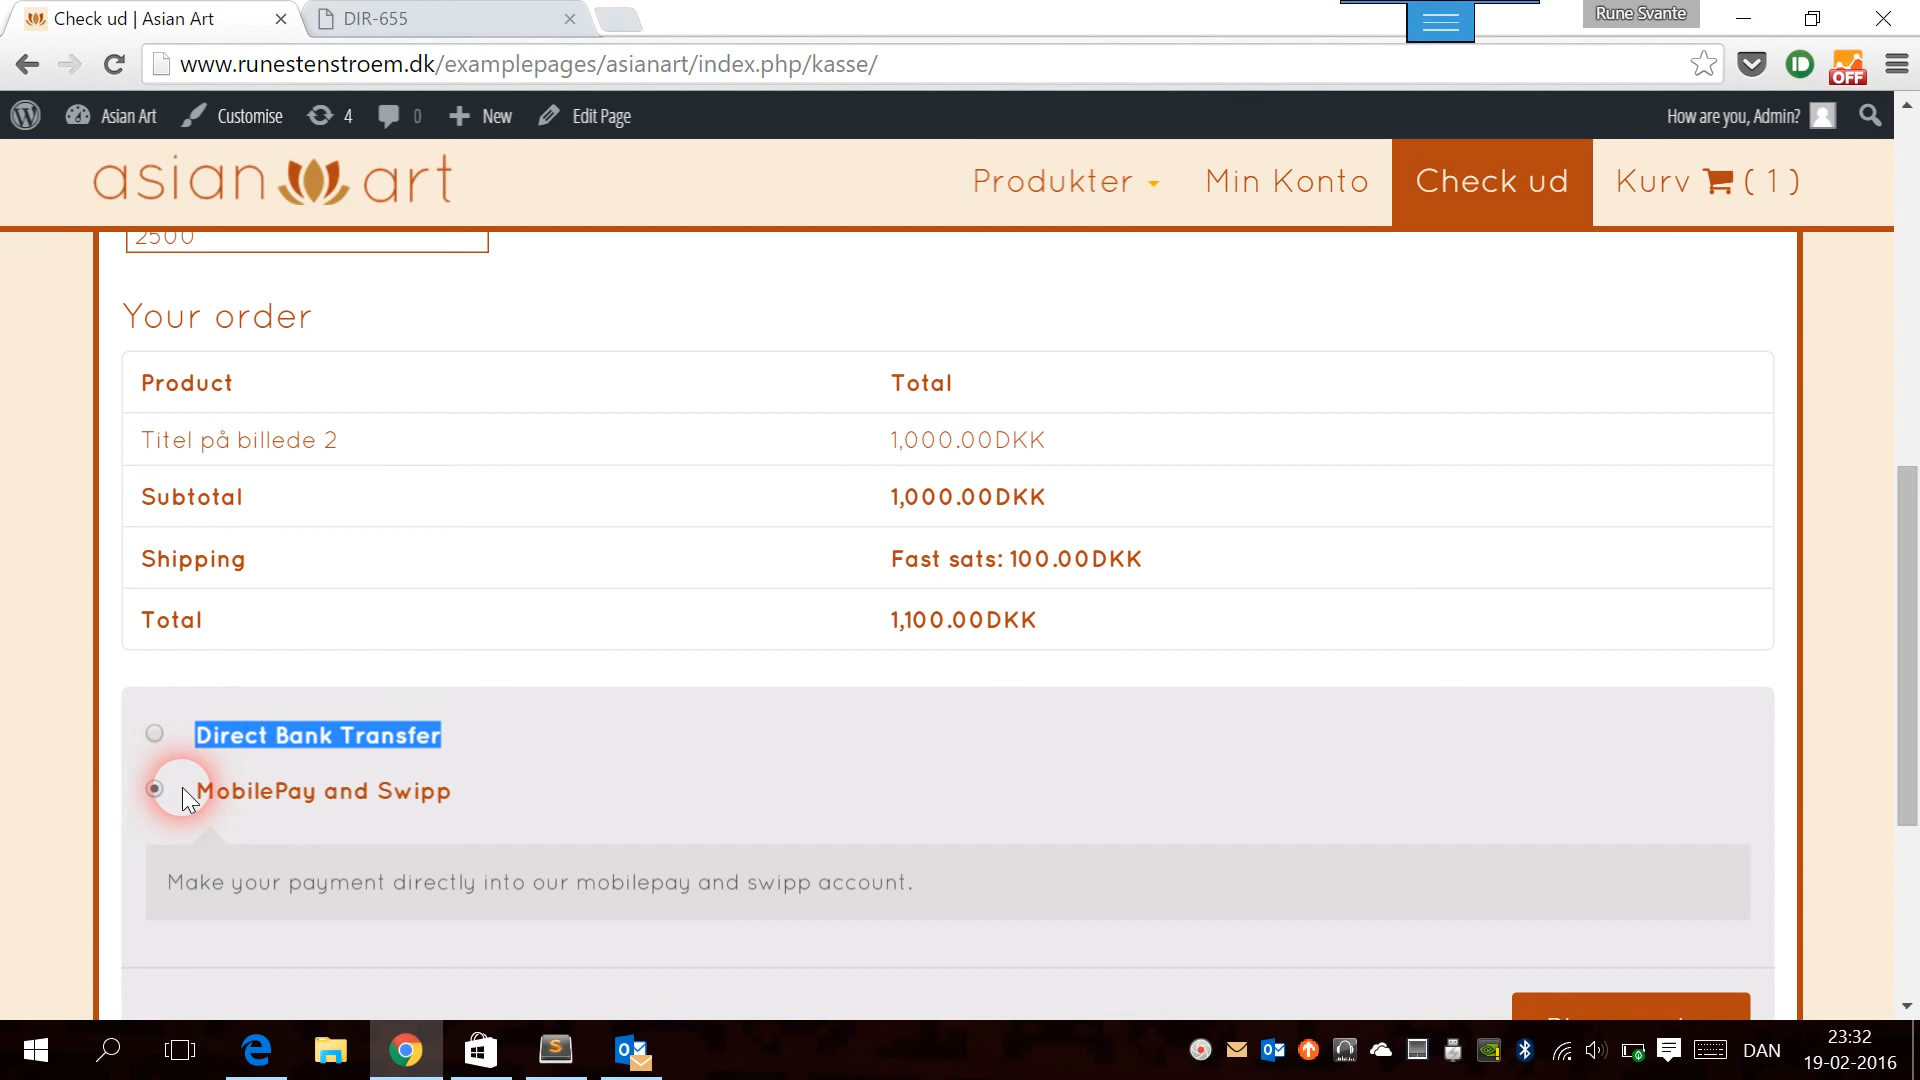 Check ud | Asian Art
DIR-655
Rune Svante
www.runestenstroem.dk/examplepages/asianart/index.php/kasse/
OFF
Asian Art
Customise
4
0
New
Edit Page
How are you, Admin?
asian art
Produkter
Min Konto
Check ud
Kurv ( 1 )
2500
Your order
Product Total
Titel på billede 2 1,000.00DKK
Subtotal 1,000.00DKK
Shipping Fast sats: 100.00DKK
Total 1,100.00DKK
Direct Bank Transfer
MobilePay and Swipp
Make your payment directly into our mobilepay and swipp account.
DAN
23:32
19-02-2016